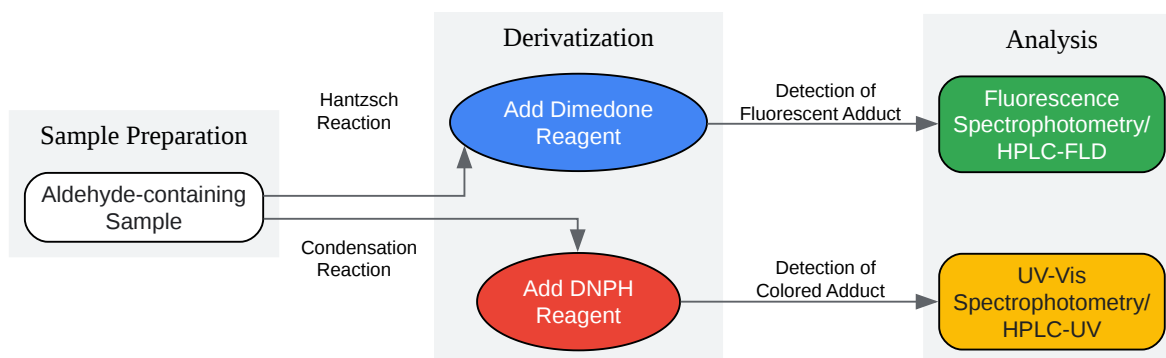 Sample Preparation
Aldehyde-containing
Sample
Hantzsch
Reaction
Condensation
Reaction
Derivatization
Add Dimedone
Reagent
Add DNPH
Reagent
Detection of
Fluorescent Adduct
Detection of
Colored Adduct
Analysis
Fluorescence
Spectrophotometry/
HPLC-FLD
UV-Vis
Spectrophotometry/
HPLC-UV